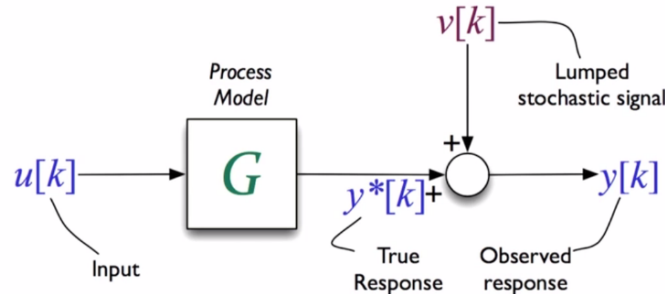 v[k]
Process
Model
Lumped
stochastic signal
+
u[k]
G
y*[k]+
y[k]
True
Response
Observed
response
Input